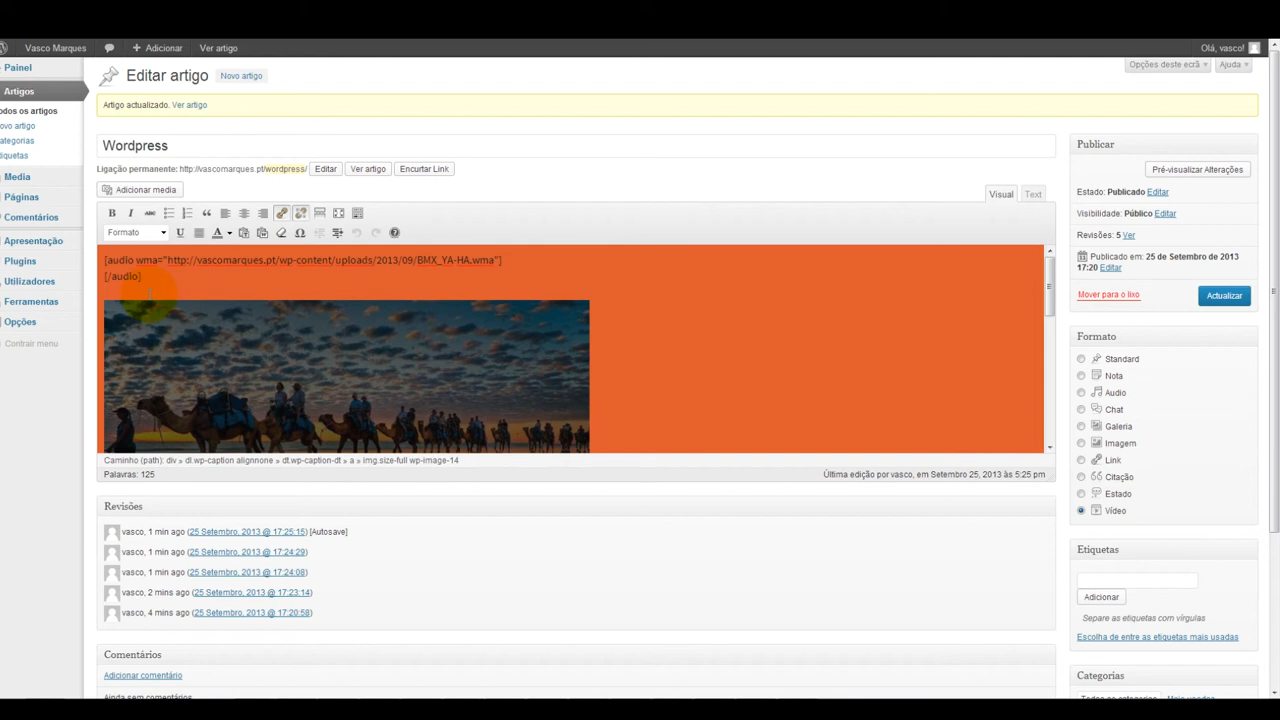 Vasco Marques
Adicionar
Ver artigo
Olá, vasco!
Painel
Artigos
odos os artigos
ovo artigo
ategorias
tiquetas
Media
Páginas
Comentários
Apresentação
Plugins
Utilizadores
Ferramentas
Opções
Contrair menu
Editar artigo
Novo artigo
Opções deste ecrã
Ajuda
Artigo actualizado. Ver artigo
Wordpress
Ligação permanente: http://vascomarques.pt/wordpress/ Editar Ver artigo Encurtar Link
Adicionar media
Visual
Text
B I ABC
Formato
U A Ω
[audio wma="http://vascomarques.pt/wp-content/uploads/2013/09/BMX_YA-HA.wma"]
[/audio]
Caminho (path): div » dl.wp-caption alignnone » dt.wp-caption-dt » a » img.size-full wp-image-14
Palavras: 125
Última edição por vasco, em Setembro 25, 2013 às 5:25 pm
Revisões
vasco, 1 min ago (25 Setembro, 2013 @ 17:25:15) [Autosave]
vasco, 1 min ago (25 Setembro, 2013 @ 17:24:29)
vasco, 1 min ago (25 Setembro, 2013 @ 17:24:08)
vasco, 2 mins ago (25 Setembro, 2013 @ 17:23:14)
vasco, 4 mins ago (25 Setembro, 2013 @ 17:20:58)
Comentários
Adicionar comentário
Ainda sem comentários.
Publicar
Pré-visualizar Alterações
Estado: Publicado Editar
Visibilidade: Público Editar
Revisões: 5 Ver
Publicado em: 25 de Setembro de 2013
17:20 Editar
Mover para o lixo
Actualizar
Formato
Standard
Nota
Audio
Chat
Galeria
Imagem
Link
Citação
Estado
Vídeo
Etiquetas
Adicionar
Separe as etiquetas com vírgulas
Escolha de entre as etiquetas mais usadas
Categorias
Todas as categorias
Mais usadas